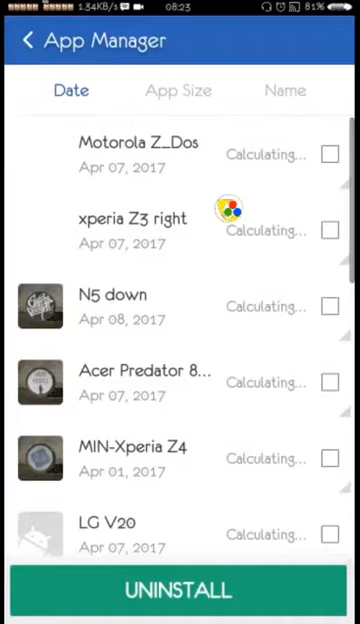 1.34KB/s 08:23 81%
App Manager
Date App Size Name
Motorola Z_Dos
Apr 07, 2017 Calculating...
xperia Z3 right
Apr 07, 2017 Calculating...
N5 down
Apr 08, 2017 Calculating...
Acer Predator 8...
Apr 07, 2017 Calculating...
MIN-Xperia Z4
Apr 01, 2017 Calculating...
LG V20
Apr 07, 2017 Calculating...
UNINSTALL